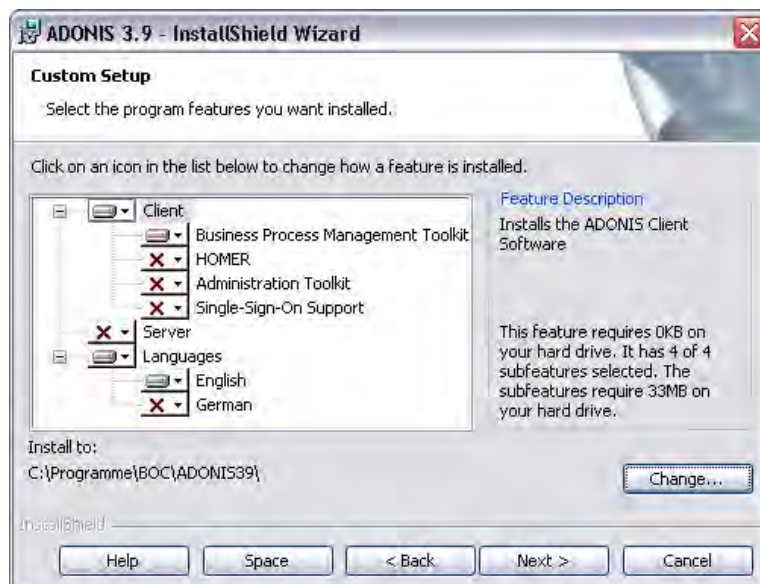 ADONIS 3.9 - InstallShield Wizard
Custom Setup
Select the program features you want installed.
Click on an icon in the list below to change how a feature is installed.
Client
Business Process Management Toolkit
HOMER
Administration Toolkit
Single-Sign-On Support
Server
Languages
English
German
Feature Description
Installs the ADONIS Client
Software
This feature requires 0KB on
your hard drive. It has 4 of 4
subfeatures selected. The
subfeatures require 33MB on
your hard drive.
Install to:
C:\Programme\BOC\ADONIS39\
Change...
InstallShield
Help
Space
< Back
Next >
Cancel